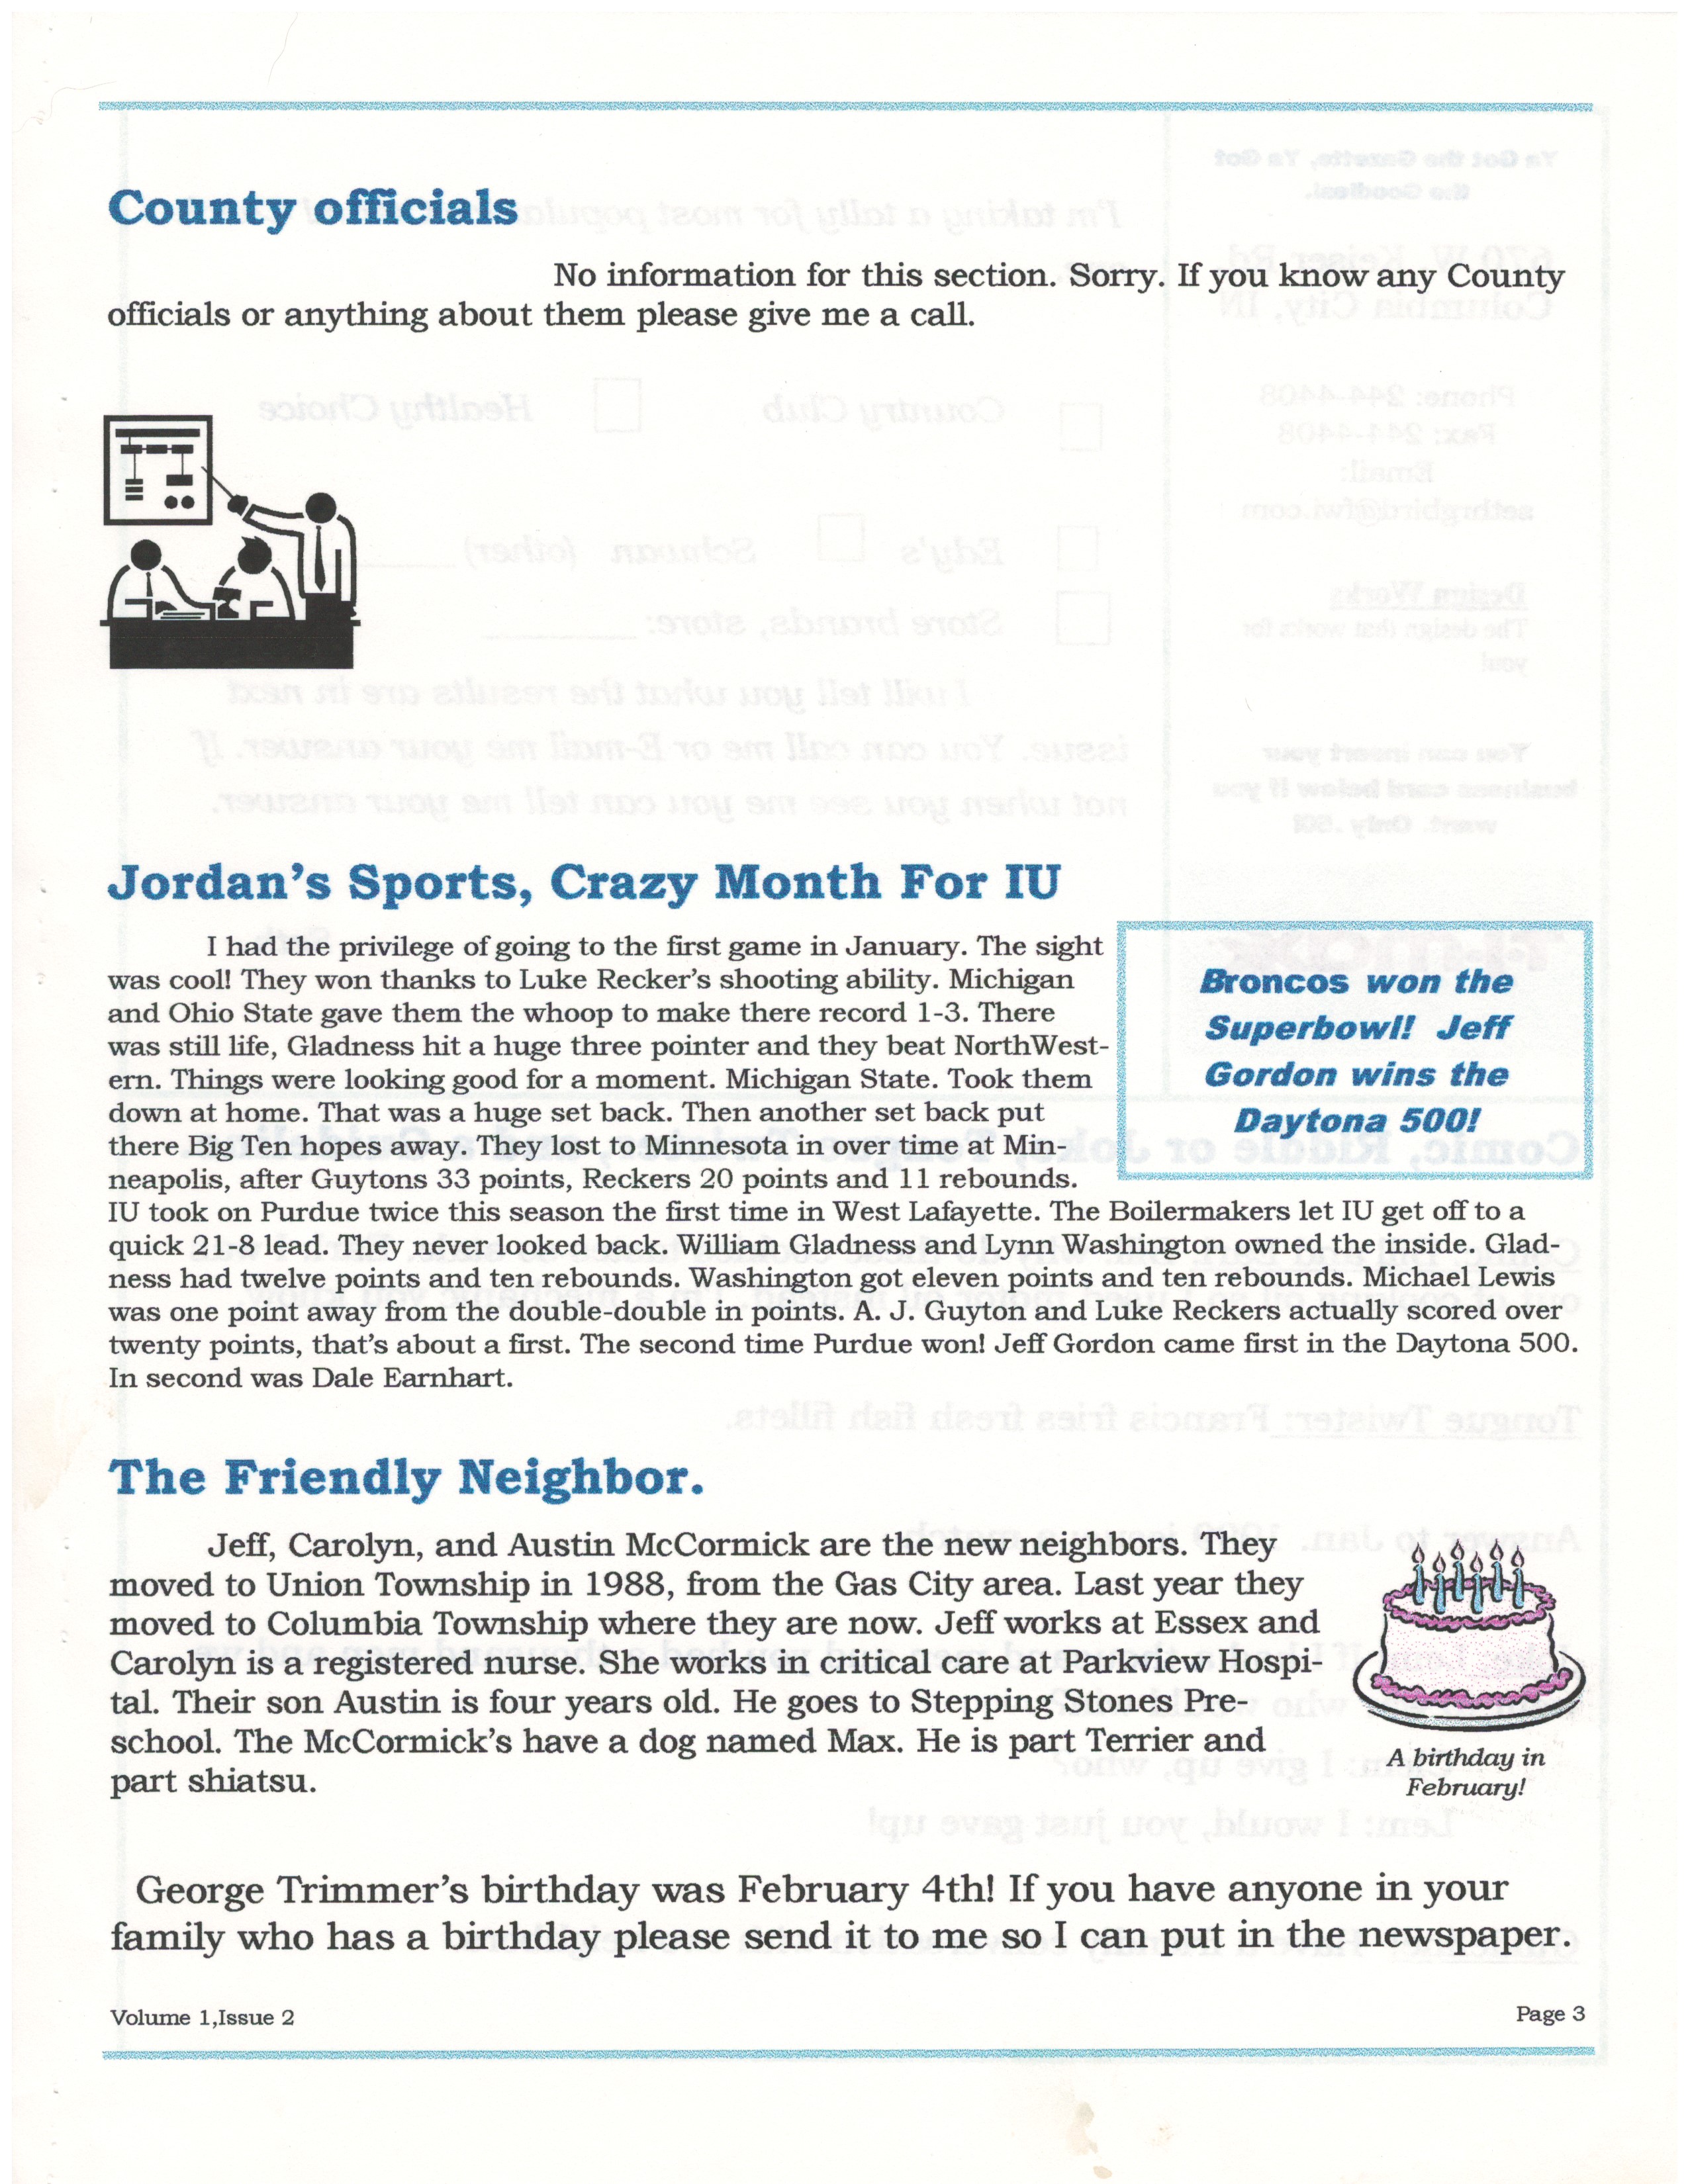 County officials
No information for this section. Sorry. If you know any County
officials or anything about them please give me a call.
Jordan's Sports, Crazy Month For IU
I had the privilege of going to the first game in January. The sight
was cool! They won thanks to Luke Recker's shooting ability. Michigan
and Ohio State gave them the whoop to make there record 1-3. There
was still life, Gladness hit a huge three pointer and they beat NorthWest-
ern. Things were looking good for a moment. Michigan State. Took them
down at home. That was a huge set back. Then another set back put
there Big Ten hopes away. They lost to Minnesota in over time at Min-
neapolis, after Guytons 33 points, Reckers 20 points and 11 rebounds.
IU took on Purdue twice this season the first time in West Lafayette. The Boilermakers let IU get off to a
quick 21-8 lead. They never looked back. William Gladness and Lynn Washington owned the inside. Glad-
ness had twelve points and ten rebounds. Washington got eleven points and ten rebounds. Michael Lewis
was one point away from the double-double in points. A. J. Guyton and Luke Reckers actually scored over
twenty points, that's about a first. The second time Purdue won! Jeff Gordon came first in the Daytona 500.
In second was Dale Earnhart.
Broncos won the
Superbowl! Jeff
Gordon wins the
Daytona 500!
The Friendly Neighbor.
Jeff, Carolyn, and Austin McCormick are the new neighbors. They
moved to Union Township in 1988, from the Gas City area. Last year they
moved to Columbia Township where they are now. Jeff works at Essex and
Carolyn is a registered nurse. She works in critical care at Parkview Hospi-
tal. Their son Austin is four years old. He goes to Stepping Stones Pre-
school. The McCormick's have a dog named Max. He is part Terrier and
part shiatsu.
A birthday in
February!
George Trimmer's birthday was February 4th! If you have anyone in your
family who has a birthday please send it to me so I can put in the newspaper.
Volume 1,Issue 2
Page 3